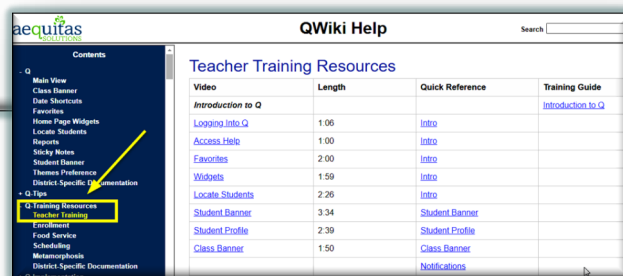 aequitas
SOLUTIONS
QWiki Help
Search
Contents
- Q
Main View
Class Banner
Date Shortcuts
Favorites
Home Page Widgets
Locate Students
Reports
Sticky Notes
Student Banner
Themes Preference
District-Specific Documentation
+ Q-Tips
- Q-Training Resources
Teacher Training
Enrollment
Food Service
Scheduling
Metamorphosis
District-Specific Documentation
Teacher Training Resources
Video Length Quick Reference Training Guide
Introduction to Q Introduction to Q
Logging Into Q 1:06 Intro
Access Help 1:00 Intro
Favorites 2:00 Intro
Widgets 1:59 Intro
Locate Students 2:26 Intro
Student Banner 3:34 Student Banner
Student Profile 2:39 Student Profile
Class Banner 1:50 Class Banner
Notifications